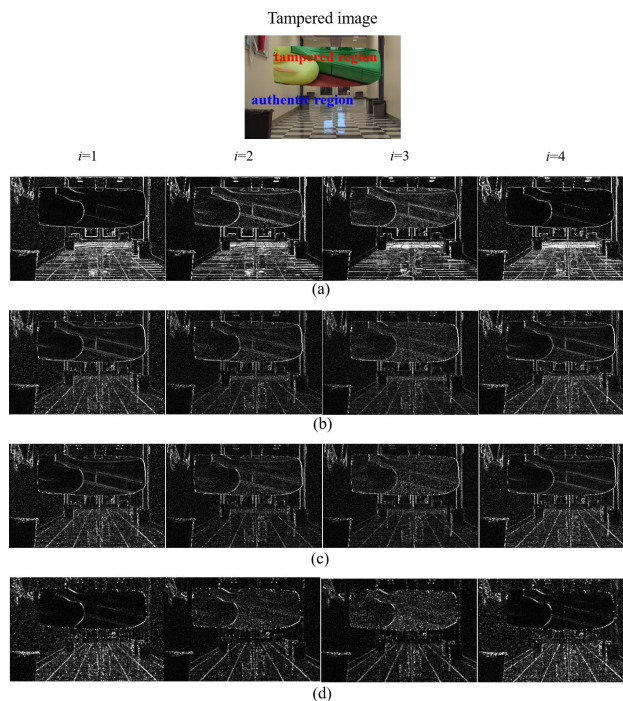 Tampered image
tampered region
authentic region
i=1 i=2 i=3 i=4
(a)
(b)
(c)
(d)